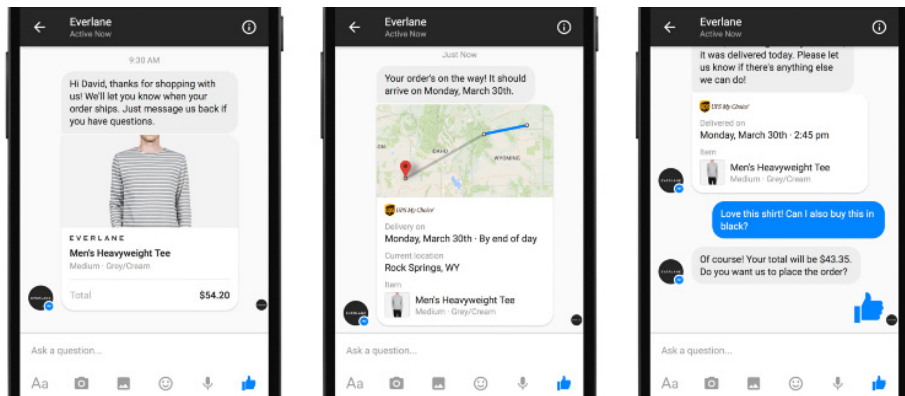 Everlane
Active Now
9:30 AM
Hi David, thanks for shopping with
us! We'll let you know when your
order ships. Just message us back if
you have questions.
EVERLANE
Men's Heavyweight Tee
Medium · Grey/Cream
Total $54.20
EVERLANE
Ask a question...
Aa
Everlane
Active Now
Just Now
Your order's on the way! It should
arrive on Monday, March 30th.
IDAHO
WYOMING
UPS My Choice
Delivery on
Monday, March 30th · By end of day
Current location
Rock Springs, WY
Item
Men's Heavyweight Tee
Medium · Grey/Cream
EVERLANE
Ask a question...
Aa
Everlane
Active Now
it was delivered today. Please let
us know if there's anything else
we can do!
UPS My Choice
Delivered on
Monday, March 30th · 2:45 pm
Item
Men's Heavyweight Tee
Medium · Grey/Cream
EVERLANE
Love this shirt! Can I also buy this in
black?
Of course! Your total will be $43.35.
Do you want us to place the order?
EVERLANE
Ask a question...
Aa